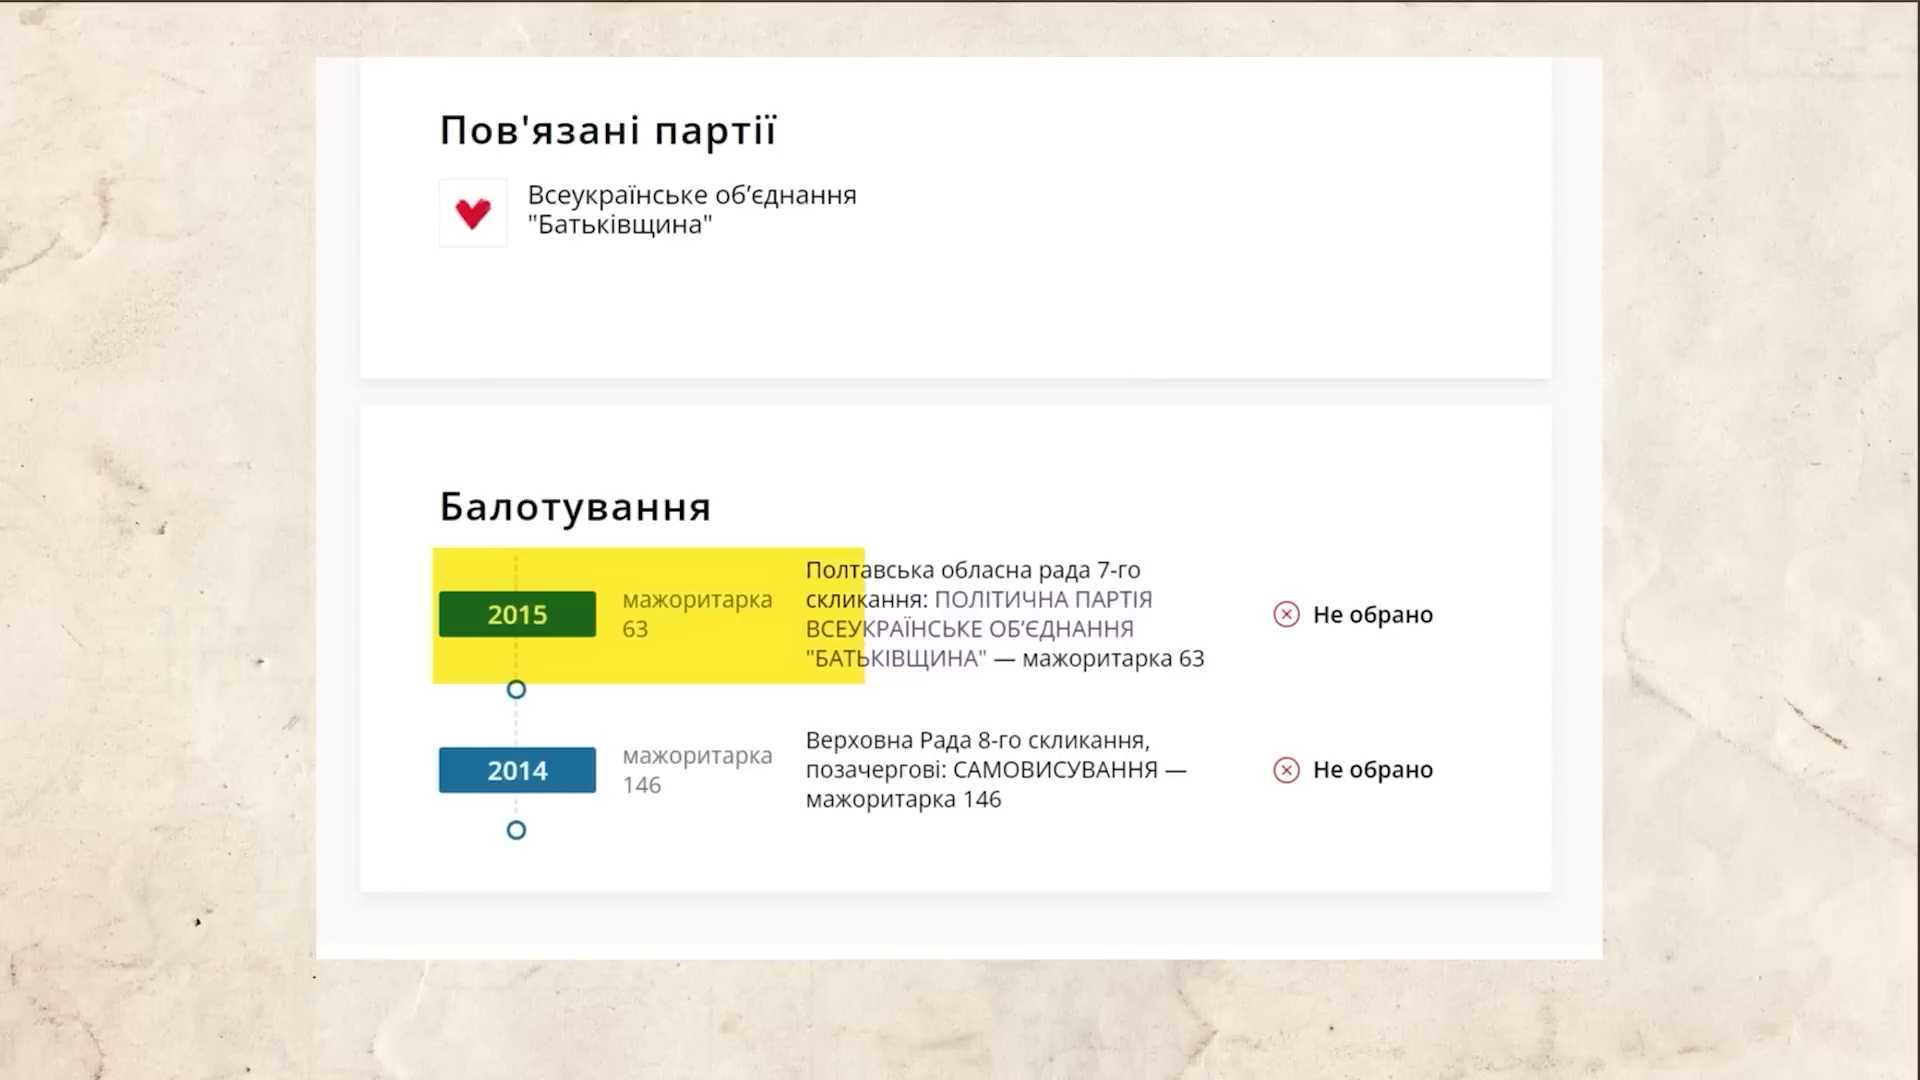 Пов'язані партії
Всеукраїнське об’єднання
"Батьківщина"
Балотування
2015
мажоритарка
63
Полтавська обласна рада 7-го
скликання: ПОЛІТИЧНА ПАРТІЯ
ВСЕУКРАЇНСЬКЕ ОБ’ЄДНАННЯ
"БАТЬКІВЩИНА" — мажоритарка 63
Не обрано
2014
мажоритарка
146
Верховна Рада 8-го скликання,
позачергові: САМОВИСУВАННЯ —
мажоритарка 146
Не обрано